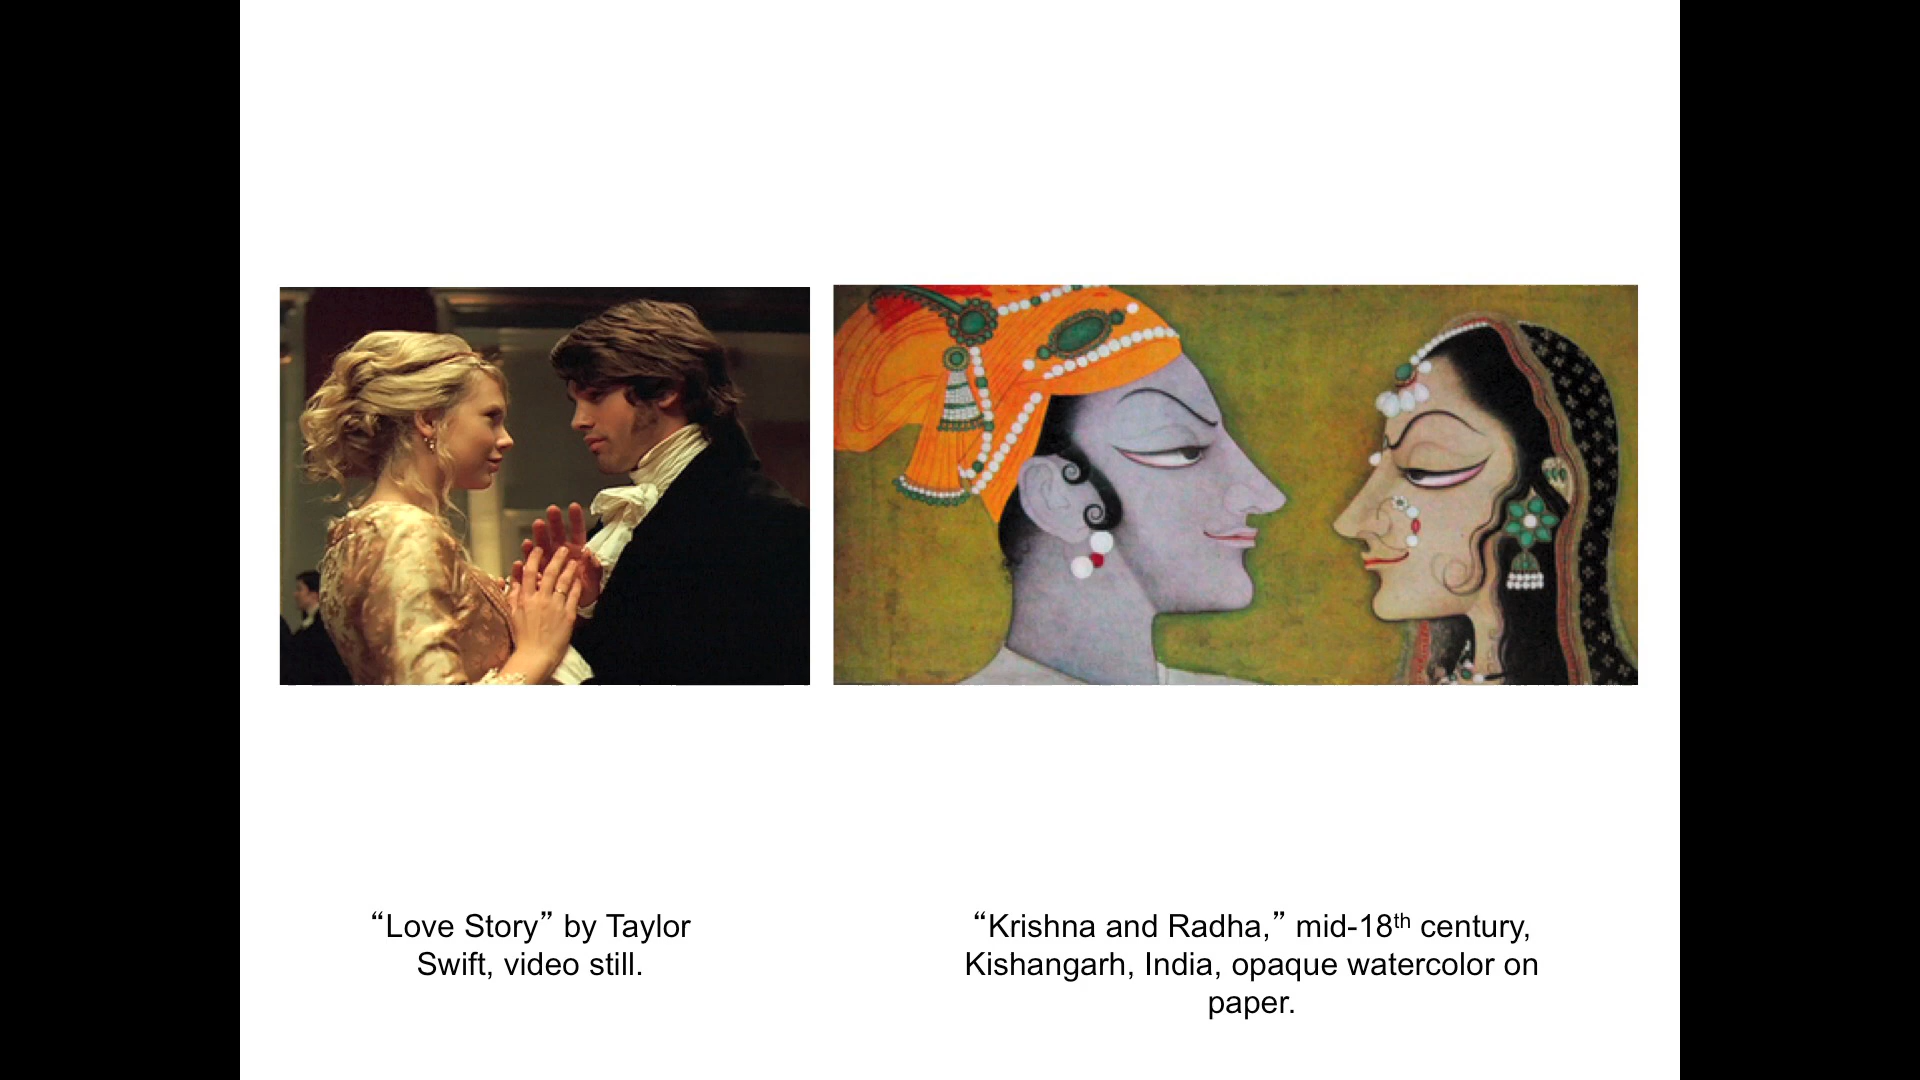 “Love Story” by Taylor
Swift, video still.
“Krishna and Radha,” mid-18th century,
Kishangarh, India, opaque watercolor on
paper.